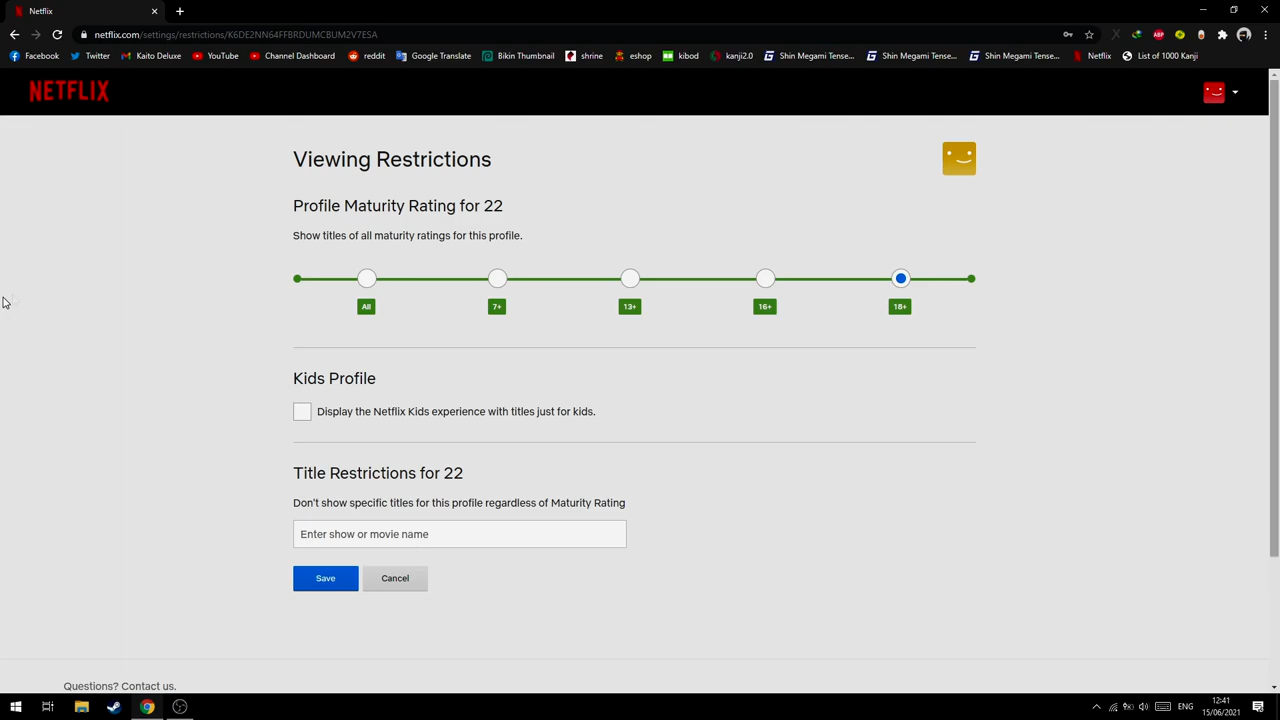 Netflix
netflix.com/settings/restrictions/K6DE2NN64FFBRDUMCBUM2V7ESA
Facebook Twitter Kaito Deluxe YouTube Channel Dashboard reddit Google Translate Bikin Thumbnail shrine eshop kibod kanji2.0 Shin Megami Tense... Shin Megami Tense... Shin Megami Tense... Netflix List of 1000 Kanji
NETFLIX
Viewing Restrictions
Profile Maturity Rating for 22
Show titles of all maturity ratings for this profile.
All 7+ 13+ 16+ 18+
Kids Profile
Display the Netflix Kids experience with titles just for kids.
Title Restrictions for 22
Don't show specific titles for this profile regardless of Maturity Rating
Enter show or movie name
Save Cancel
Questions? Contact us.
ENG
12:41
15/06/2021